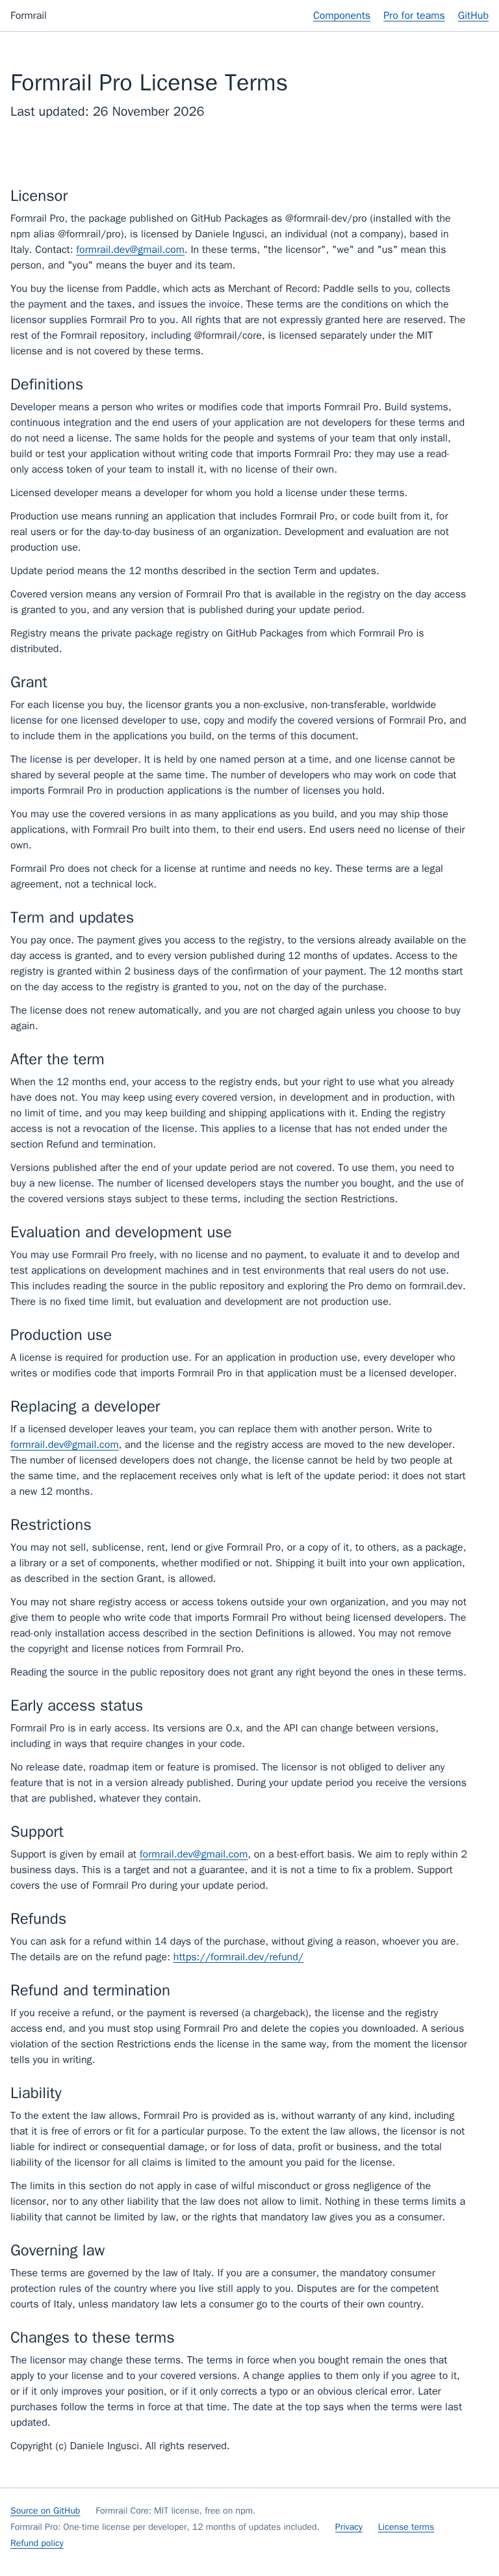 Formrail
Components Pro for teams GitHub
Formrail Pro License Terms
Last updated: 26 November 2026
Licensor
Formrail Pro, the package published on GitHub Packages as @formrail-dev/pro (installed with the
npm alias @formrail/pro), is licensed by Daniele Ingusci, an individual (not a company), based in
Italy. Contact: formrail.dev@gmail.com. In these terms, "the licensor", "we" and "us" mean this
person, and "you" means the buyer and its team.
You buy the license from Paddle, which acts as Merchant of Record: Paddle sells to you, collects
the payment and the taxes, and issues the invoice. These terms are the conditions on which the
licensor supplies Formrail Pro to you. All rights that are not expressly granted here are reserved. The
rest of the Formrail repository, including @formrail/core, is licensed separately under the MIT
license and is not covered by these terms.
Definitions
Developer means a person who writes or modifies code that imports Formrail Pro. Build systems,
continuous integration and the end users of your application are not developers for these terms and
do not need a license. The same holds for the people and systems of your team that only install,
build or test your application without writing code that imports Formrail Pro: they may use a read-
only access token of your team to install it, with no license of their own.
Licensed developer means a developer for whom you hold a license under these terms.
Production use means running an application that includes Formrail Pro, or code built from it, for
real users or for the day-to-day business of an organization. Development and evaluation are not
production use.
Update period means the 12 months described in the section Term and updates.
Covered version means any version of Formrail Pro that is available in the registry on the day access
is granted to you, and any version that is published during your update period.
Registry means the private package registry on GitHub Packages from which Formrail Pro is
distributed.
Grant
For each license you buy, the licensor grants you a non-exclusive, non-transferable, worldwide
license for one licensed developer to use, copy and modify the covered versions of Formrail Pro, and
to include them in the applications you build, on the terms of this document.
The license is per developer. It is held by one named person at a time, and one license cannot be
shared by several people at the same time. The number of developers who may work on code that
imports Formrail Pro in production applications is the number of licenses you hold.
You may use the covered versions in as many applications as you build, and you may ship those
applications, with Formrail Pro built into them, to their end users. End users need no license of their
own.
Formrail Pro does not check for a license at runtime and needs no key. These terms are a legal
agreement, not a technical lock.
Term and updates
You pay once. The payment gives you access to the registry, to the versions already available on the
day access is granted, and to every version published during 12 months of updates. Access to the
registry is granted within 2 business days of the confirmation of your payment. The 12 months start
on the day access to the registry is granted to you, not on the day of the purchase.
The license does not renew automatically, and you are not charged again unless you choose to buy
again.
After the term
When the 12 months end, your access to the registry ends, but your right to use what you already
have does not. You may keep using every covered version, in development and in production, with
no limit of time, and you may keep building and shipping applications with it. Ending the registry
access is not a revocation of the license. This applies to a license that has not ended under the
section Refund and termination.
Versions published after the end of your update period are not covered. To use them, you need to
buy a new license. The number of licensed developers stays the number you bought, and the use of
the covered versions stays subject to these terms, including the section Restrictions.
Evaluation and development use
You may use Formrail Pro freely, with no license and no payment, to evaluate it and to develop and
test applications on development machines and in test environments that real users do not use.
This includes reading the source in the public repository and exploring the Pro demo on formrail.dev.
There is no fixed time limit, but evaluation and development are not production use.
Production use
A license is required for production use. For an application in production use, every developer who
writes or modifies code that imports Formrail Pro in that application must be a licensed developer.
Replacing a developer
If a licensed developer leaves your team, you can replace them with another person. Write to
formrail.dev@gmail.com, and the license and the registry access are moved to the new developer.
The number of licensed developers does not change, the license cannot be held by two people at
the same time, and the replacement receives only what is left of the update period: it does not start
a new 12 months.
Restrictions
You may not sell, sublicense, rent, lend or give Formrail Pro, or a copy of it, to others, as a package,
a library or a set of components, whether modified or not. Shipping it built into your own application,
as described in the section Grant, is allowed.
You may not share registry access or access tokens outside your own organization, and you may not
give them to people who write code that imports Formrail Pro without being licensed developers. The
read-only installation access described in the section Definitions is allowed. You may not remove
the copyright and license notices from Formrail Pro.
Reading the source in the public repository does not grant any right beyond the ones in these terms.
Early access status
Formrail Pro is in early access. Its versions are 0.x, and the API can change between versions,
including in ways that require changes in your code.
No release date, roadmap item or feature is promised. The licensor is not obliged to deliver any
feature that is not in a version already published. During your update period you receive the versions
that are published, whatever they contain.
Support
Support is given by email at formrail.dev@gmail.com, on a best-effort basis. We aim to reply within 2
business days. This is a target and not a guarantee, and it is not a time to fix a problem. Support
covers the use of Formrail Pro during your update period.
Refunds
You can ask for a refund within 14 days of the purchase, without giving a reason, whoever you are.
The details are on the refund page: https://formrail.dev/refund/
Refund and termination
If you receive a refund, or the payment is reversed (a chargeback), the license and the registry
access end, and you must stop using Formrail Pro and delete the copies you downloaded. A serious
violation of the section Restrictions ends the license in the same way, from the moment the licensor
tells you in writing.
Liability
To the extent the law allows, Formrail Pro is provided as is, without warranty of any kind, including
that it is free of errors or fit for a particular purpose. To the extent the law allows, the licensor is not
liable for indirect or consequential damage, or for loss of data, profit or business, and the total
liability of the licensor for all claims is limited to the amount you paid for the license.
The limits in this section do not apply in case of wilful misconduct or gross negligence of the
licensor, nor to any other liability that the law does not allow to limit. Nothing in these terms limits a
liability that cannot be limited by law, or the rights that mandatory law gives you as a consumer.
Governing law
These terms are governed by the law of Italy. If you are a consumer, the mandatory consumer
protection rules of the country where you live still apply to you. Disputes are for the competent
courts of Italy, unless mandatory law lets a consumer go to the courts of their own country.
Changes to these terms
The licensor may change these terms. The terms in force when you bought remain the ones that
apply to your license and to your covered versions. A change applies to them only if you agree to it,
or if it only improves your position, or if it only corrects a typo or an obvious clerical error. Later
purchases follow the terms in force at that time. The date at the top says when the terms were last
updated.
Copyright (c) Daniele Ingusci. All rights reserved.
Source on GitHub Formrail Core: MIT license, free on npm.
Formrail Pro: One-time license per developer, 12 months of updates included. Privacy License terms
Refund policy